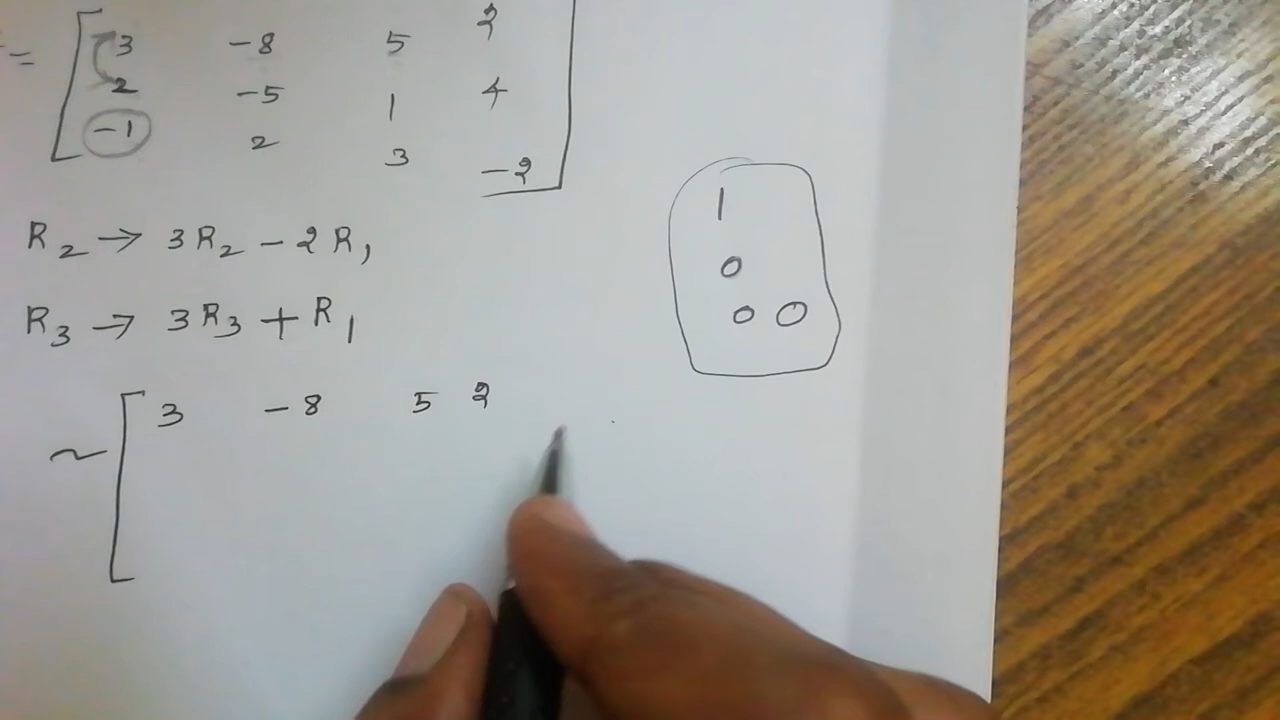 = [ 3 -8 5 2
2 -5 1 4
-1 2 3 -2 ]
R2 → 3R2 - 2R1
R3 → 3R3 + R1
~ [ 3 -8 5 2
1
0
0 0